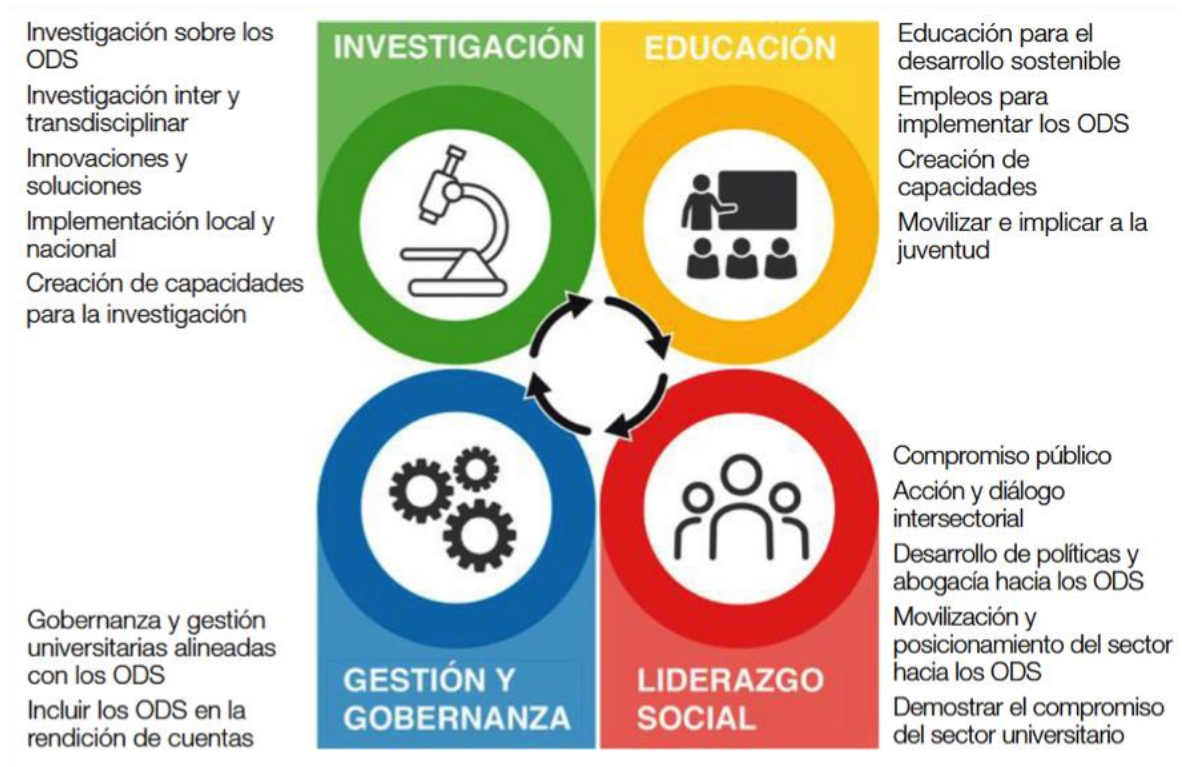 Investigación sobre los
ODS
Investigación inter y
transdisciplinar
Innovaciones y
soluciones
Implementación local y
nacional
Creación de capacidades
para la investigación
INVESTIGACIÓN
EDUCACIÓN
Educación para el
desarrollo sostenible
Empleos para
implementar los ODS
Creación de
capacidades
Movilizar e implicar a la
juventud
Gobernanza y gestión
universitarias alineadas
con los ODS
Incluir los ODS en la
rendición de cuentas
GESTIÓN Y
GOBERNANZA
LIDERAZGO
SOCIAL
Compromiso público
Acción y diálogo
intersectorial
Desarrollo de políticas y
abogacía hacia los ODS
Movilización y
posicionamiento del sector
hacia los ODS
Demostrar el compromiso
del sector universitario